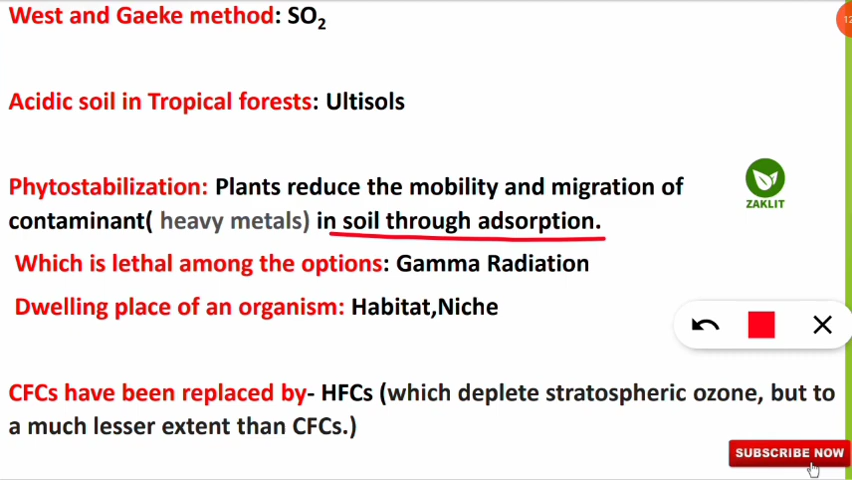 West and Gaeke method: SO₂
12
Acidic soil in Tropical forests: Ultisols
Phytostabilization: Plants reduce the mobility and migration of
contaminant( heavy metals) in soil through adsorption.
ZAKLIT
Which is lethal among the options: Gamma Radiation
Dwelling place of an organism: Habitat,Niche
CFCs have been replaced by- HFCs (which deplete stratospheric ozone, but to
a much lesser extent than CFCs.)
SUBSCRIBE NOW